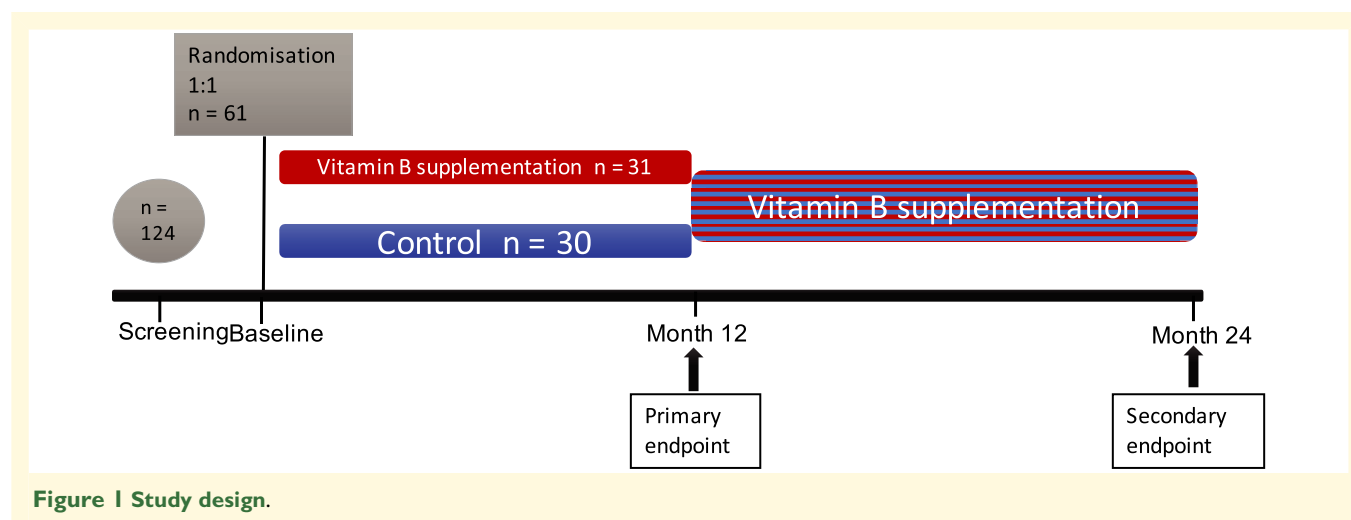 Randomisation
1:1
n = 61
Vitamin B supplementation n = 31
n =
124
Vitamin B supplementation
Control n = 30
Screening
Baseline
Month 12
Month 24
Primary
endpoint
Secondary
endpoint
Figure 1 Study design.